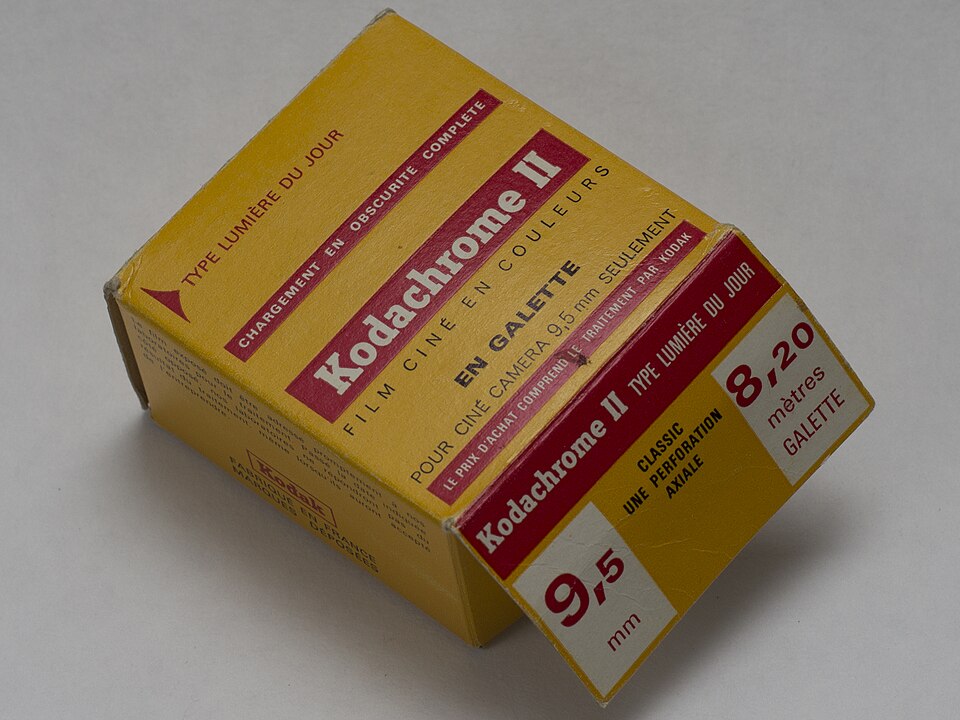 TYPE LUMIÈRE DU JOUR
CHARGEMENT EN OBSCURITÉ COMPLÈTE
Kodachrome II
FILM CINÉ EN COULEURS
EN GALETTE
POUR CINÉ CAMERA 9,5 mm SEULEMENT
LE PRIX D'ACHAT COMPREND LE TRAITEMENT PAR KODAK
Kodachrome II TYPE LUMIÈRE DU JOUR
CLASSIC
UNE PERFORATION
AXIALE
8,20
mètres
GALETTE
9,5
mm
Kodak
FABRIQUÉ EN FRANCE
MARQUES DÉPOSÉES